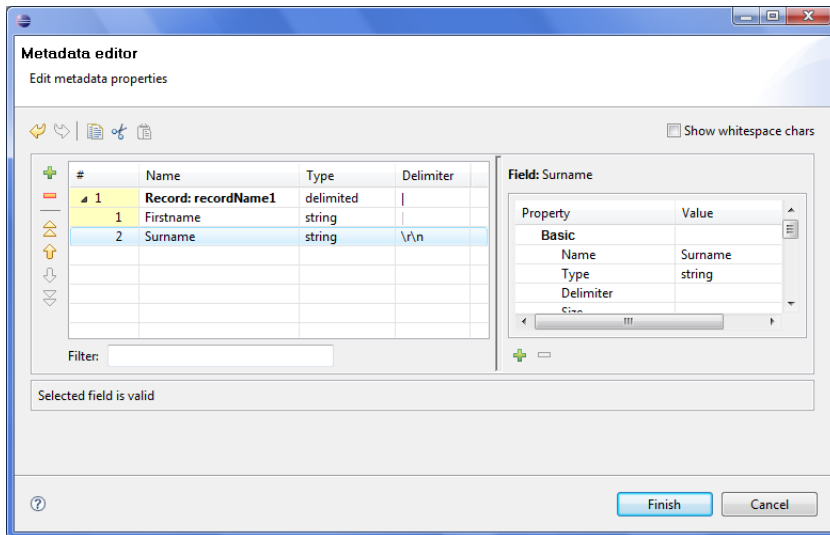 Metadata editor
Edit metadata properties
Show whitespace chars
# Name Type Delimiter
1 Record: recordName1 delimited |
1 Firstname string |
2 Surname string \r\n
Filter:
Field: Surname
Property Value
Basic
Name Surname
Type string
Delimiter
Size
Selected field is valid
? Finish Cancel